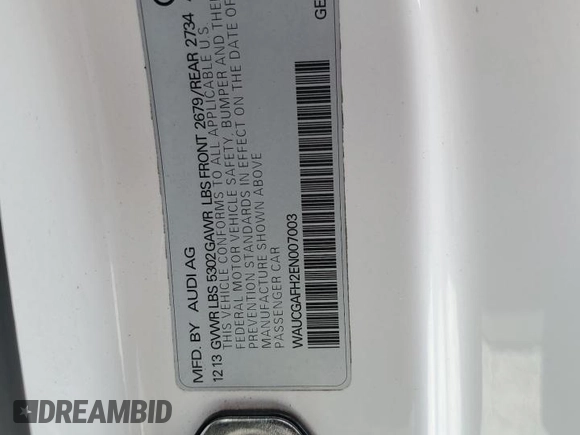 MFD. BY AUDI AG
12 13 GVWR LBS 5302 GAWR LBS FRONT 2679/REAR 2734
THIS VEHICLE CONFORMS TO ALL APPLICABLE U S.
FEDERAL MOTOR VEHICLE SAFETY, BUMPER AND THEFT
PREVENTION STANDARDS IN EFFECT ON THE DATE OF
MANUFACTURE SHOWN ABOVE
PASSENGER CAR
WAUCGAFH2EN007003
GE
DREAMBID